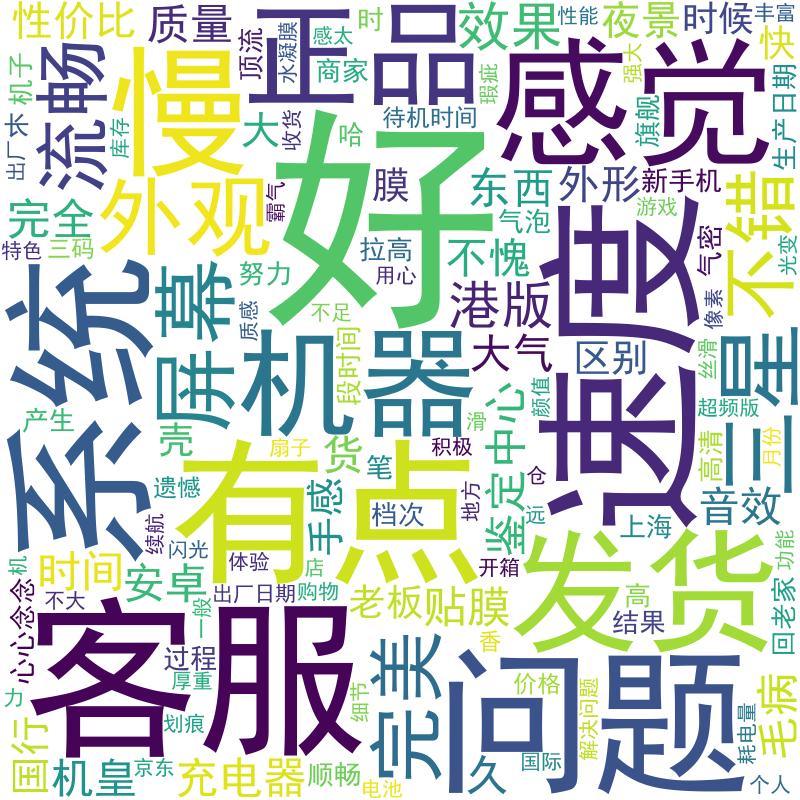 性价比
质量
正品
效果
夜景
时候
丰富
性能
时
快
感太
水凝膜
顶流
商家
瑕疵
强大
旗舰
生产日期
机子
流畅
慢
感觉
待机时间
出厂
术
库存
大
收货
哈
好
膜
东西
外形
新手机
不错
完全
外观
霸气
气泡
游戏
光变
特色
三码
拉高
不愧
速度
气密
努力
用心
港版
像素
系统
屏幕
质感
不足
机器
大气
区别
三星
丝滑
段时间
颜值
超频版
产生
壳
扇子
货
滑
积极
鉴定中心
高清
月份
有点
笔
仓
遗憾
手感
档次
地方
远
音效
续航
上海
闪光
发货
机
时间
体验
店
开箱
功能
心心念念
不大
安卓
出厂日期
购物
老板
贴膜
高
回老家
一般
客服
香
结果
过程
完美
问题
力
厚重
细节
价格
解决问题
毛病
国行
划痕
耗电量
机皇
京东
充电器
顺畅
电池
久
国际
个人